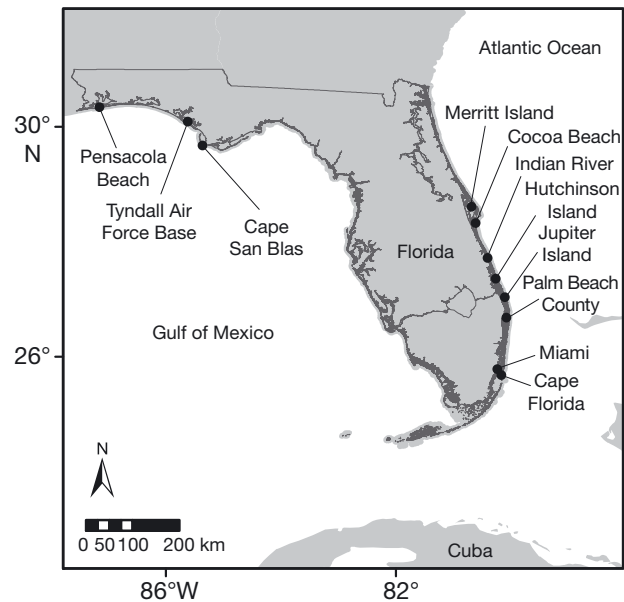 Atlantic Ocean
Merritt Island
Cocoa Beach
Indian River
Hutchinson
Island
Jupiter
Island
Palm Beach
County
Miami
Cape
Florida
30°
N
Pensacola
Beach
Tyndall Air
Force Base
Cape
San Blas
Florida
Gulf of Mexico
26°
N
0 50 100 200 km
Cuba
86°W
82°